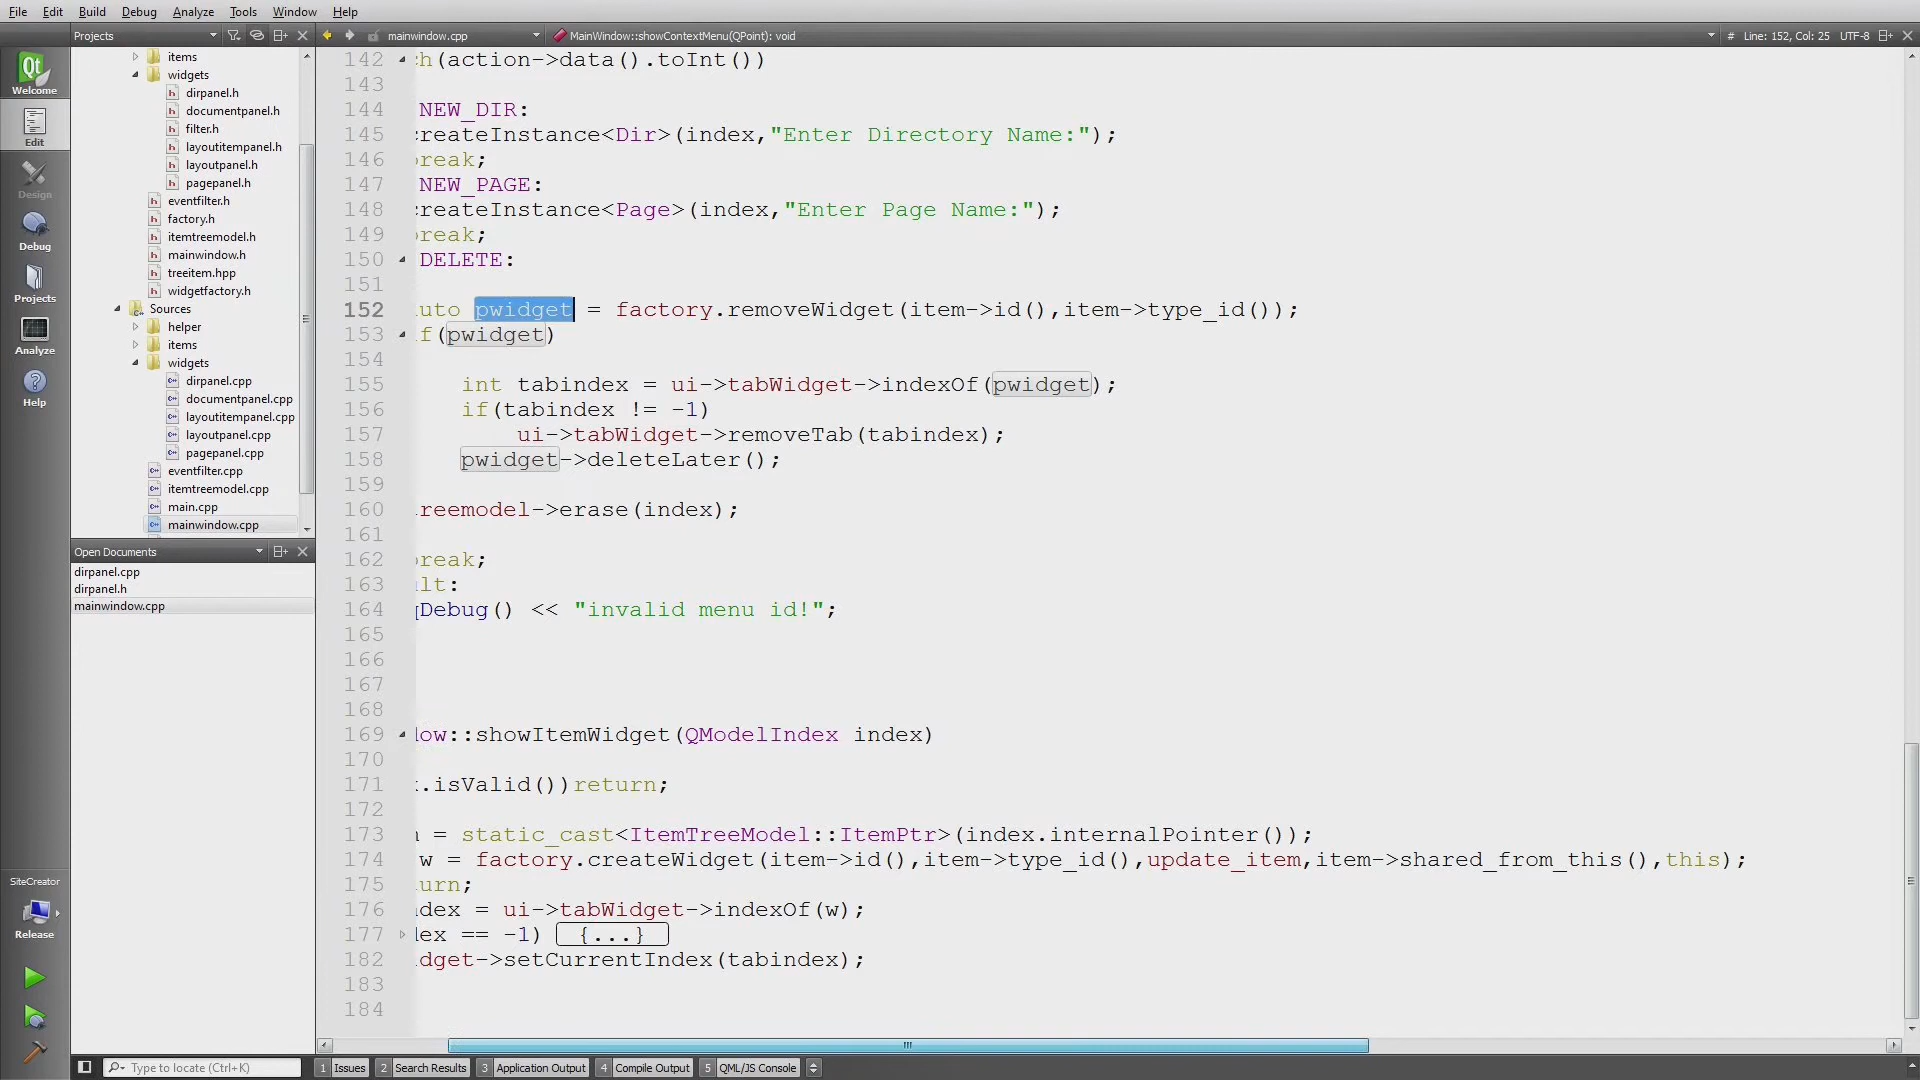 File Edit Build Debug Analyze Tools Window Help
Projects
mainwindow.cpp
MainWindow::showContextMenu(QPoint): void
# Line: 152, Col: 25 UTF-8
Qt
Welcome
Edit
Design
Debug
Projects
Analyze
Help
SiteCreator
Release
items
widgets
dirpanel.h
documentpanel.h
filter.h
layoutitempanel.h
layoutpanel.h
pagepanel.h
eventfilter.h
factory.h
itemtreemodel.h
mainwindow.h
treeitem.hpp
widgetfactory.h
Sources
helper
items
widgets
dirpanel.cpp
documentpanel.cpp
layoutitempanel.cpp
layoutpanel.cpp
pagepanel.cpp
eventfilter.cpp
itemtreemodel.cpp
main.cpp
mainwindow.cpp
Open Documents
dirpanel.cpp
dirpanel.h
mainwindow.cpp
142 ch(action->data().toInt())
143
144 NEW_DIR:
145 createInstance<Dir>(index,"Enter Directory Name:");
146 reak;
147 NEW_PAGE:
148 createInstance<Page>(index,"Enter Page Name:");
149 reak;
150 DELETE:
151
152 uto pwidget = factory.removeWidget(item->id(),item->type_id());
153 if(pwidget)
154
155 int tabindex = ui->tabWidget->indexOf(pwidget);
156 if(tabindex != -1)
157 ui->tabWidget->removeTab(tabindex);
158 pwidget->deleteLater();
159
160 reemodel->erase(index);
161
162 reak;
163 ult:
164 qDebug() << "invalid menu id!";
165
166
167
168
169 dow::showItemWidget(QModelIndex index)
170
171 .isValid())return;
172
173 = static_cast<ItemTreeModel::ItemPtr>(index.internalPointer());
174 w = factory.createWidget(item->id(),item->type_id(),update_item,item->shared_from_this(),this);
175 urn;
176 ndex = ui->tabWidget->indexOf(w);
177 dex == -1) {...}
182 idget->setCurrentIndex(tabindex);
183
184
Type to locate (Ctrl+K)
1 Issues 2 Search Results 3 Application Output 4 Compile Output 5 QML/JS Console